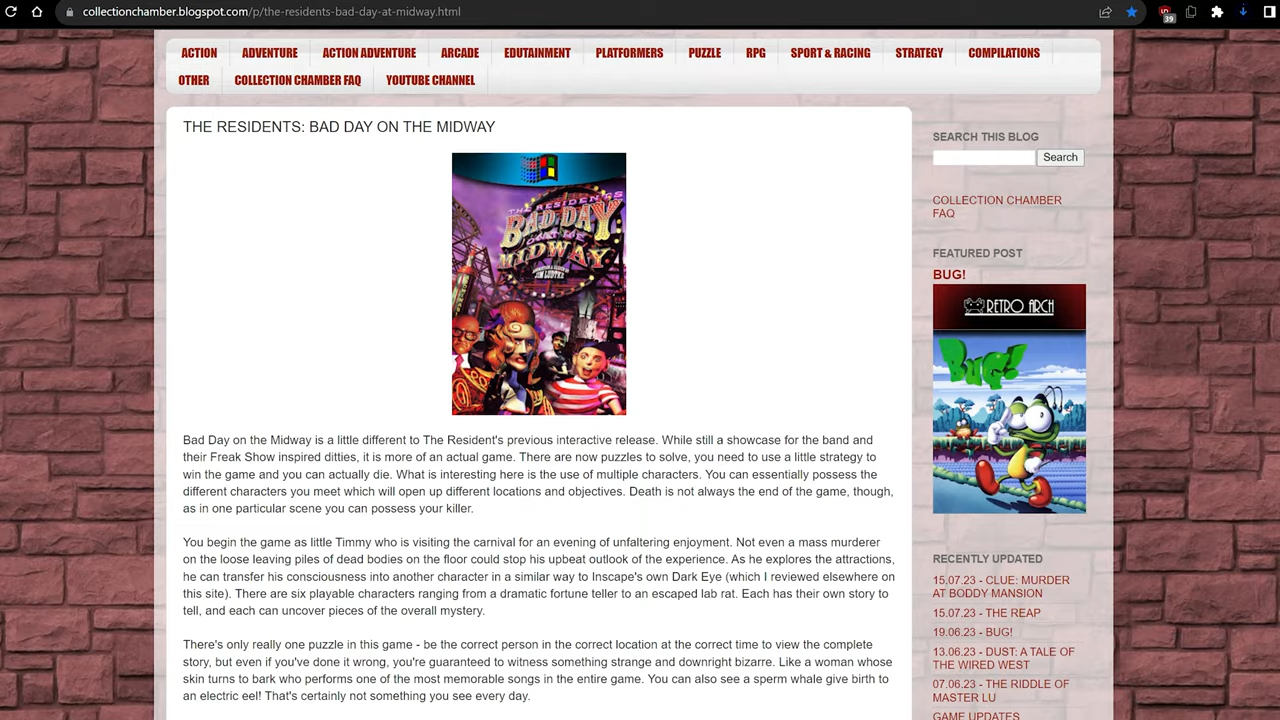 collectionchamber.blogspot.com/p/the-residents-bad-day-at-midway.html
39
ACTION ADVENTURE ACTION ADVENTURE ARCADE EDUTAINMENT PLATFORMERS PUZZLE RPG SPORT & RACING STRATEGY COMPILATIONS
OTHER COLLECTION CHAMBER FAQ YOUTUBE CHANNEL
THE RESIDENTS: BAD DAY ON THE MIDWAY
THE RESIDENTS
BAD DAY
ON THE
MIDWAY
JIM LUDTKE
Bad Day on the Midway is a little different to The Resident's previous interactive release. While still a showcase for the band and
their Freak Show inspired ditties, it is more of an actual game. There are now puzzles to solve, you need to use a little strategy to
win the game and you can actually die. What is interesting here is the use of multiple characters. You can essentially possess the
different characters you meet which will open up different locations and objectives. Death is not always the end of the game, though,
as in one particular scene you can possess your killer.
You begin the game as little Timmy who is visiting the carnival for an evening of unfaltering enjoyment. Not even a mass murderer
on the loose leaving piles of dead bodies on the floor could stop his upbeat outlook of the experience. As he explores the attractions,
he can transfer his consciousness into another character in a similar way to Inscape's own Dark Eye (which I reviewed elsewhere on
this site). There are six playable characters ranging from a dramatic fortune teller to an escaped lab rat. Each has their own story to
tell, and each can uncover pieces of the overall mystery.
There's only really one puzzle in this game - be the correct person in the correct location at the correct time to view the complete
story, but even if you've done it wrong, you're guaranteed to witness something strange and downright bizarre. Like a woman whose
skin turns to bark who performs one of the most memorable songs in the entire game. You can also see a sperm whale give birth to
an electric eel! That's certainly not something you see every day.
SEARCH THIS BLOG
Search
COLLECTION CHAMBER
FAQ
FEATURED POST
BUG!
RETRO ARCH
BUG!
RECENTLY UPDATED
15.07.23 - CLUE: MURDER
AT BODDY MANSION
15.07.23 - THE REAP
19.06.23 - BUG!
13.06.23 - DUST: A TALE OF
THE WIRED WEST
07.06.23 - THE RIDDLE OF
MASTER LU
GAME UPDATES